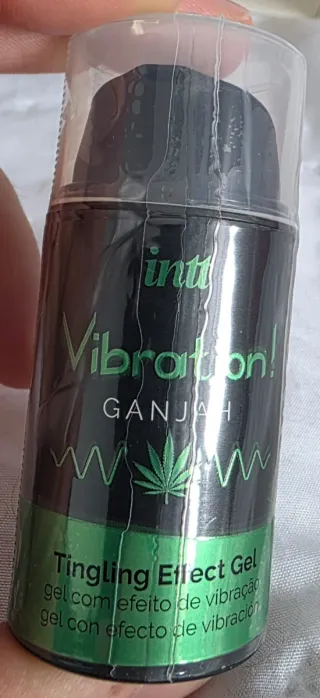 intt
Vibration!
GANJAH
Tingling Effect Gel
gel com efeito de vibração
gel con efecto de vibración